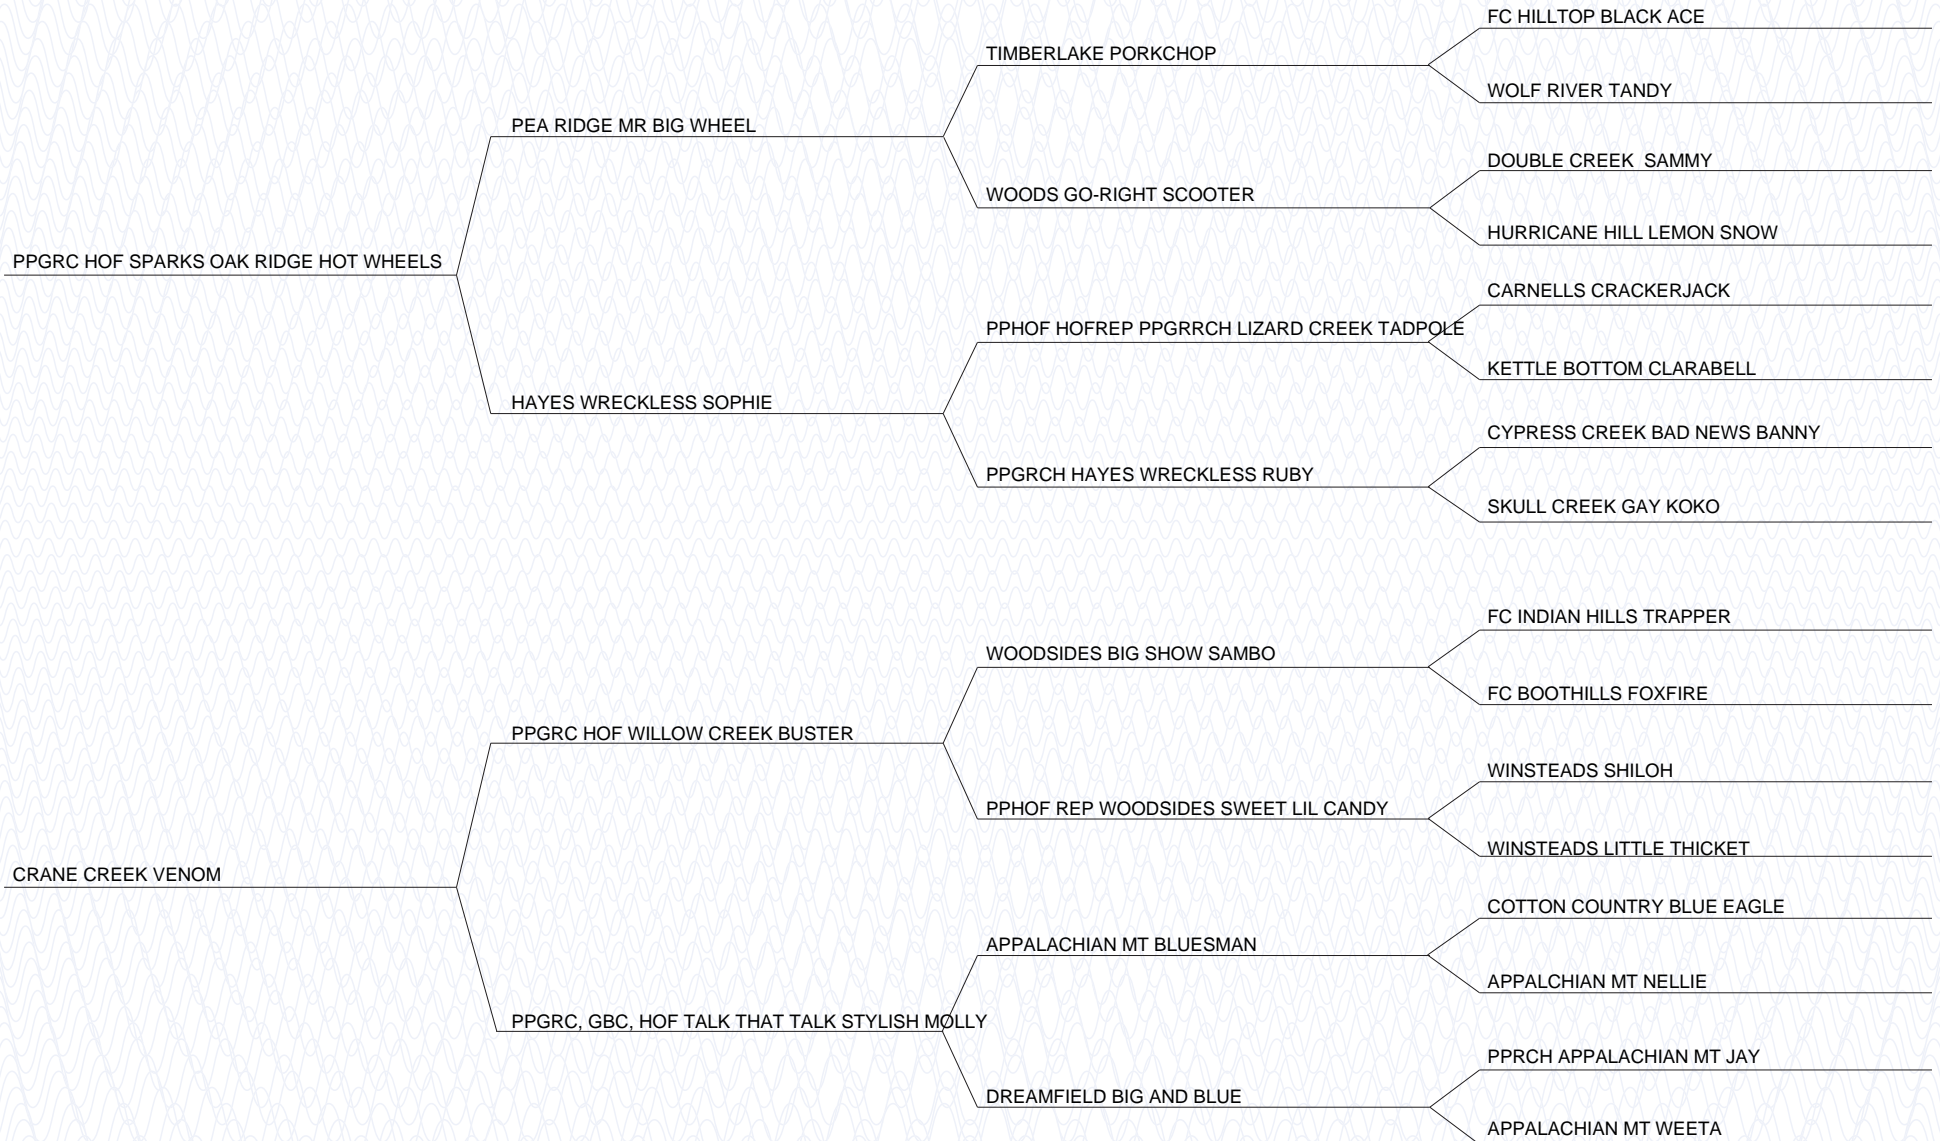 FC HILLTOP BLACK ACE
TIMBERLAKE PORKCHOP
WOLF RIVER TANDY
PEA RIDGE MR BIG WHEEL
DOUBLE CREEK  SAMMY
WOODS GO-RIGHT SCOOTER
HURRICANE HILL LEMON SNOW
PPGRC HOF SPARKS OAK RIDGE HOT WHEELS
CARNELLS CRACKERJACK
PPHOF HOFREP PPGRRCH LIZARD CREEK TADPOLE
KETTLE BOTTOM CLARABELL
HAYES WRECKLESS SOPHIE
CYPRESS CREEK BAD NEWS BANNY
PPGRCH HAYES WRECKLESS RUBY
SKULL CREEK GAY KOKO
FC INDIAN HILLS TRAPPER
WOODSIDES BIG SHOW SAMBO
FC BOOTHILLS FOXFIRE
PPGRC HOF WILLOW CREEK BUSTER
WINSTEADS SHILOH
PPHOF REP WOODSIDES SWEET LIL CANDY
WINSTEADS LITTLE THICKET
CRANE CREEK VENOM
COTTON COUNTRY BLUE EAGLE
APPALACHIAN MT BLUESMAN
APPALCHIAN MT NELLIE
PPGRC, GBC, HOF TALK THAT TALK STYLISH MOLLY
PPRCH APPALACHIAN MT JAY
DREAMFIELD BIG AND BLUE
APPALACHIAN MT WEETA